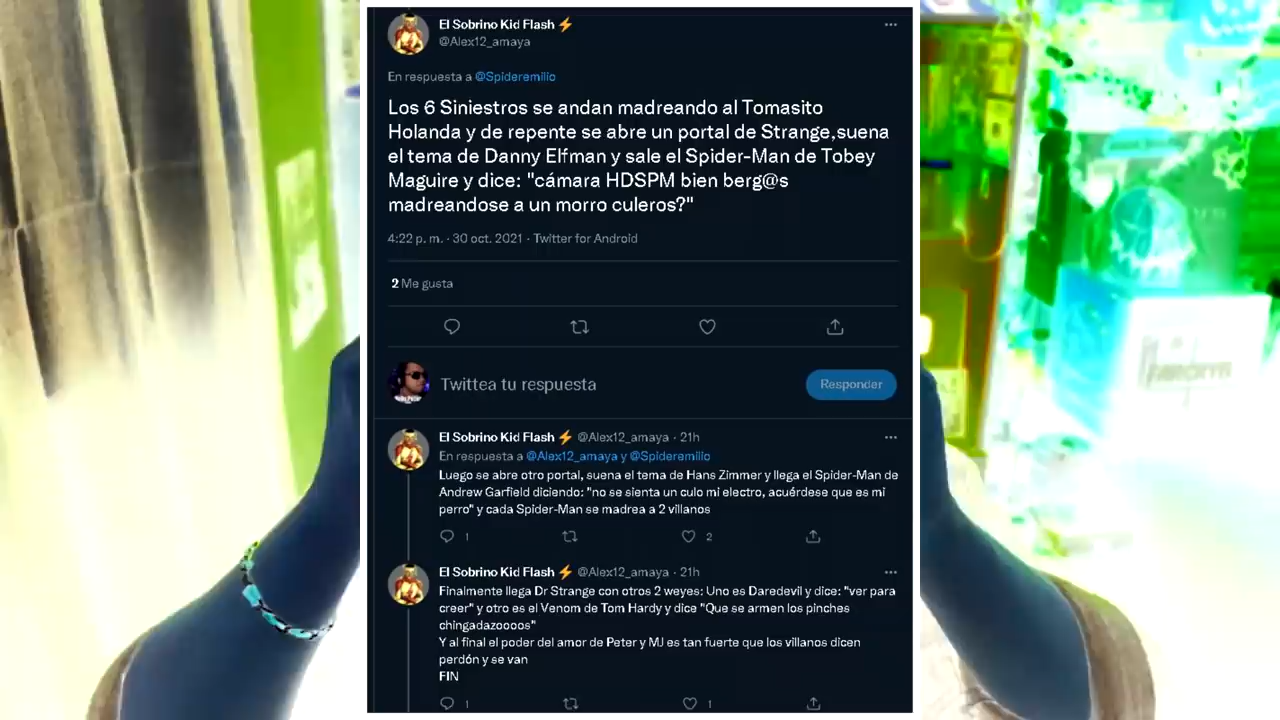 El Sobrino Kid Flash ⚡
@Alex12_amaya
En respuesta a @Spideremilio
Los 6 Siniestros se andan madreando al Tomasito
Holanda y de repente se abre un portal de Strange,suena
el tema de Danny Elfman y sale el Spider-Man de Tobey
Maguire y dice: "cámara HDSPM bien berg@s
madreandose a un morro culeros?"
4:22 p. m. · 30 oct. 2021 · Twitter for Android
2 Me gusta
Twittea tu respuesta
Responder
El Sobrino Kid Flash ⚡ @Alex12_amaya · 21h
En respuesta a @Alex12_amaya y @Spideremilio
Luego se abre otro portal, suena el tema de Hans Zimmer y llega el Spider-Man de
Andrew Garfield diciendo: "no se sienta un culo mi electro, acuérdese que es mi
perro" y cada Spider-Man se madrea a 2 villanos
1 2
El Sobrino Kid Flash ⚡ @Alex12_amaya · 21h
Finalmente llega Dr Strange con otros 2 weyes: Uno es Daredevil y dice: "ver para
creer" y otro es el Venom de Tom Hardy y dice "Que se armen los pinches
chingadazoooos"
Y al final el poder del amor de Peter y MJ es tan fuerte que los villanos dicen
perdón y se van
FIN
1 1